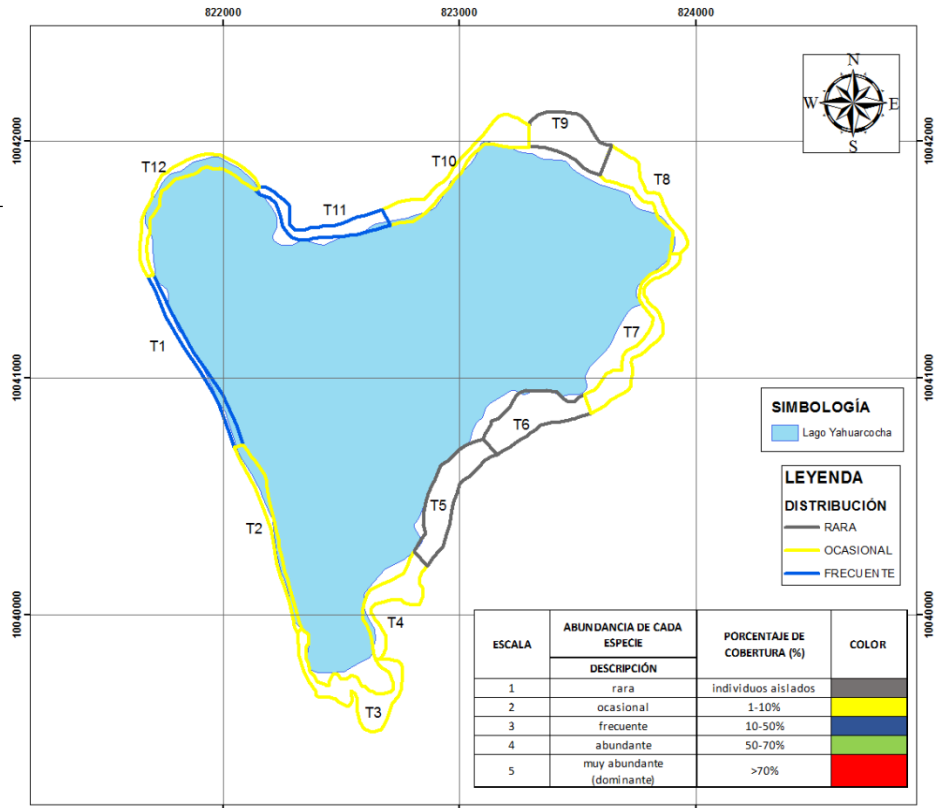 822000 823000 824000
N
W E
S
10042000 10042000
T9
T10
T12
T8
T11
T7
T1
10041000 10041000
SIMBOLOGÍA
Lago Yahuarcocha
T6
LEYENDA
DISTRIBUCIÓN
RARA
OCASIONAL
FRECUENTE
T5
T2
10040000 10040000
T4
T3
ESCALA ABUNDANCIA DE CADA ESPECIE PORCENTAJE DE COBERTURA (%) COLOR
DESCRIPCIÓN
1 rara individuos aislados
2 ocasional 1-10%
3 frecuente 10-50%
4 abundante 50-70%
5 muy abundante (dominante) >70%